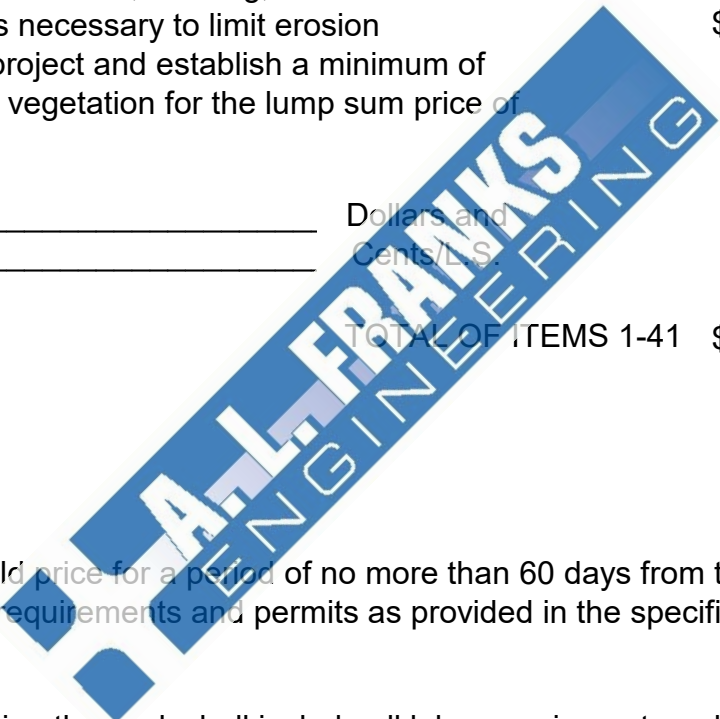 s necessary to limit erosion $
project and establish a minimum of
vegetation for the lump sum price of
Dollars and
Cents/L.S.
TOTAL OF ITEMS 1-41 $
A. L. FRANKS
ENGINEERING
ld price for a period of no more than 60 days from t
equirements and permits as provided in the specifi